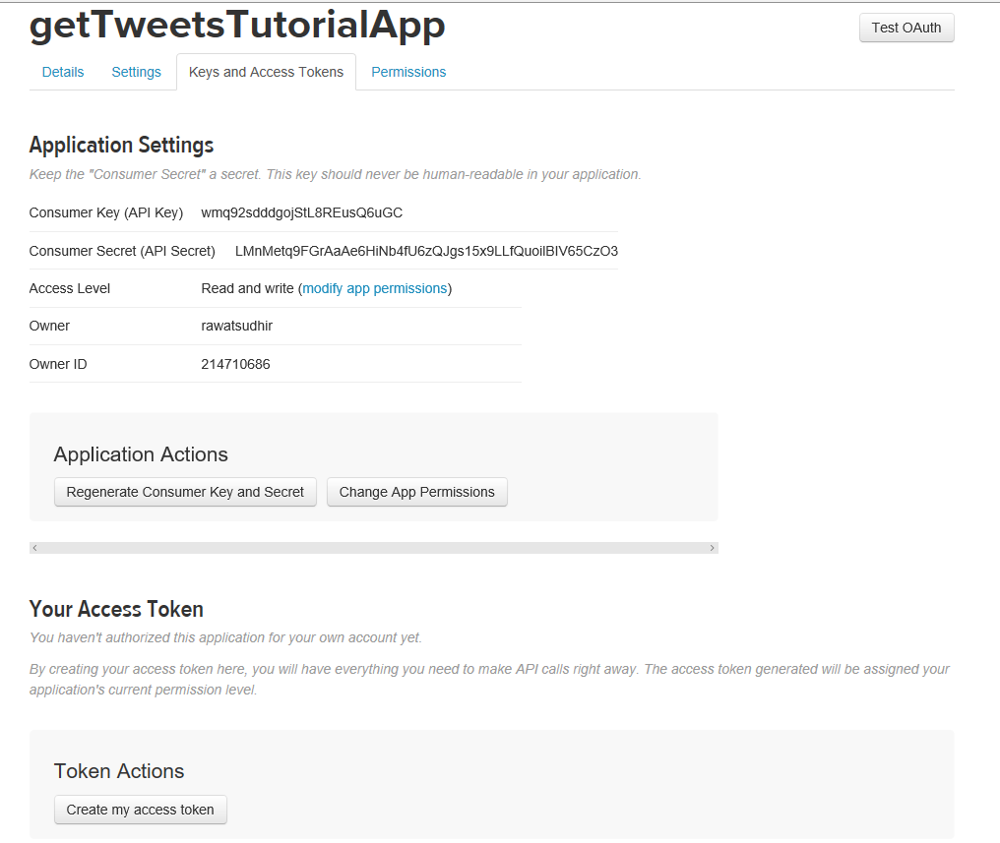 getTweetsTutorialApp
Test OAuth
Details Settings Keys and Access Tokens Permissions
Application Settings
Keep the "Consumer Secret" a secret. This key should never be human-readable in your application.
Consumer Key (API Key) wmq92sdddgojStL8REusQ6uGC
Consumer Secret (API Secret) LMnMetq9FGrAaAe6HiNb4fU6zQJgs15x9LLfQuoilBIV65CzO3
Access Level Read and write (modify app permissions)
Owner rawatsudhir
Owner ID 214710686
Application Actions
Regenerate Consumer Key and Secret Change App Permissions
Your Access Token
You haven't authorized this application for your own account yet.
By creating your access token here, you will have everything you need to make API calls right away. The access token generated will be assigned your
application's current permission level.
Token Actions
Create my access token